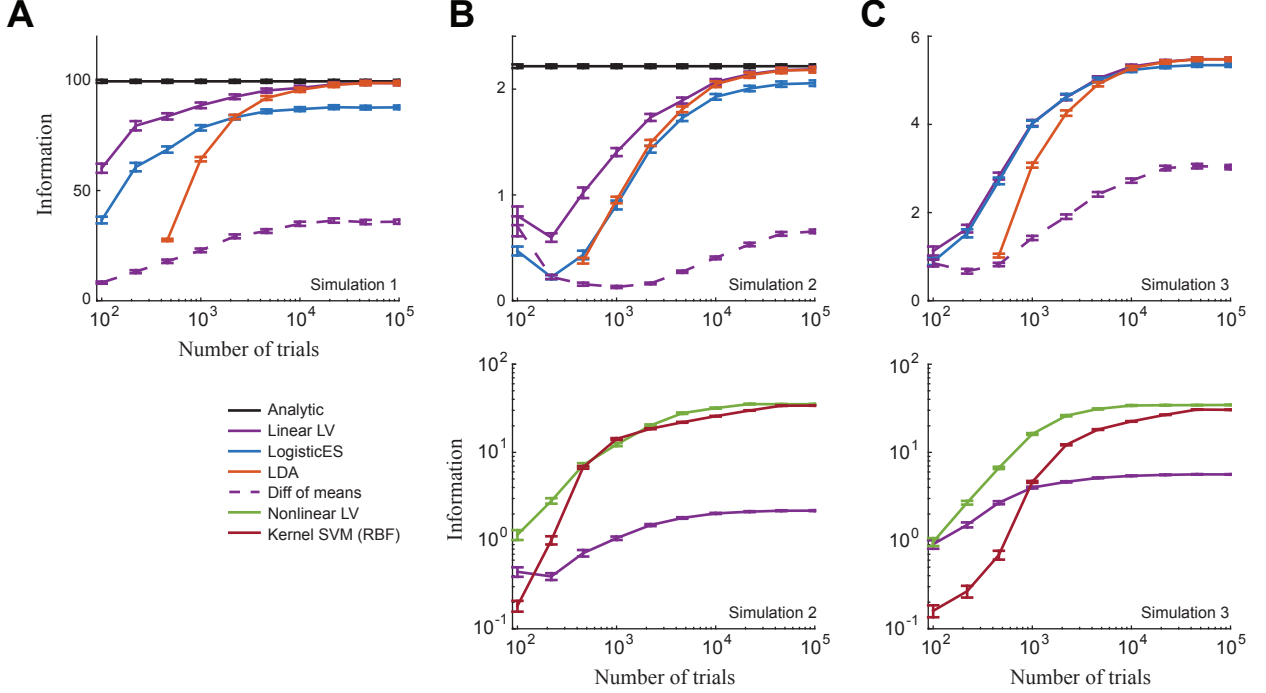 A
B
C
Information
100
50
0
Simulation 1
10^2
10^3
10^4
10^5
Number of trials
2
1
0
Simulation 2
10^2
10^3
10^4
10^5
6
4
2
0
Simulation 3
10^2
10^3
10^4
10^5
Analytic
Linear LV
LogisticES
LDA
Diff of means
Nonlinear LV
Kernel SVM (RBF)
Information
10^2
10^1
10^0
10^-1
Simulation 2
10^2
10^3
10^4
10^5
Number of trials
10^2
10^1
10^0
10^-1
Simulation 3
10^2
10^3
10^4
10^5
Number of trials